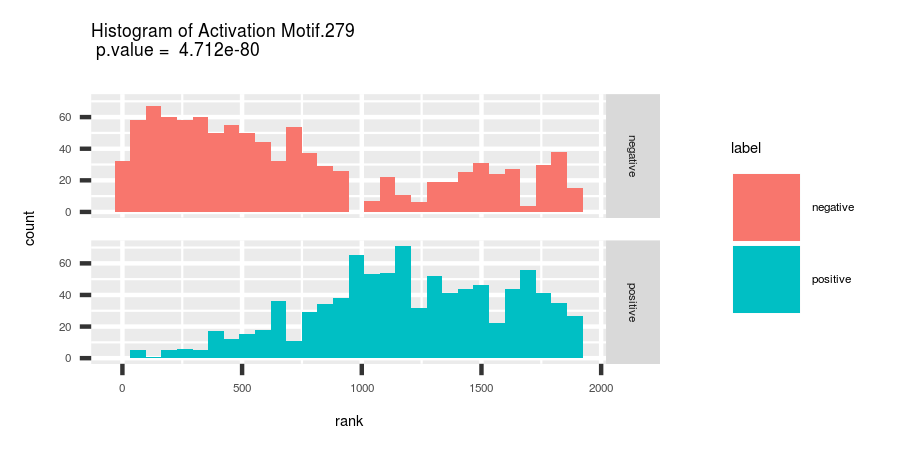 Histogram of Activation Motif.279
p.value = 4.712e-80
60
40
20
0
negative
60
40
20
0
positive
0 500 1000 1500 2000
rank
count
label
negative
positive